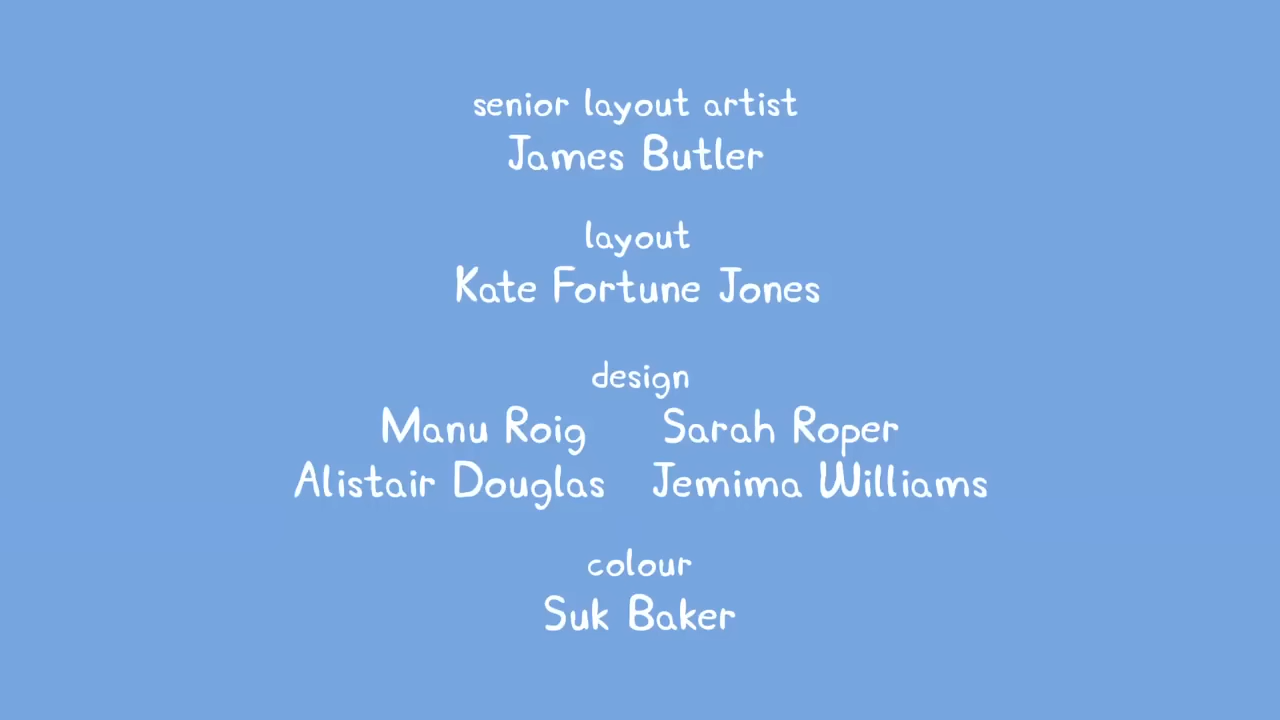 senior layout artist
James Butler
layout
Kate Fortune Jones
design
Manu Roig Sarah Roper
Alistair Douglas Jemima Williams
colour
Suk Baker